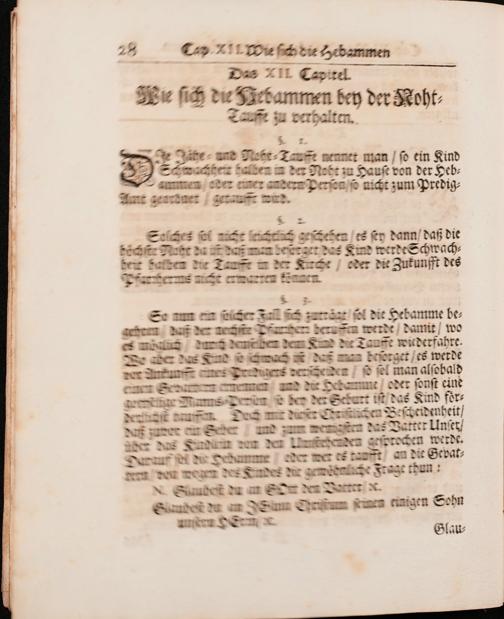 28 Cap. XII. Wie sich die Hebammen
Das XII. Capitel.
Wie sich die Hebammen bey der Noht-
Tauffe zu verhalten.
§. 1.
DIe Jähe- und Noht-Tauffe nennet man / so ein Kind
Schwachheit halben in der Noht zu Hause von der Heb-
ammen / oder einer andern Person / so nicht zum Predig-
Amt geordnet / getaufft wird.
§. 2.
Solches sol nicht leichtlich geschehen / es sey dann / daß die
höchste Noht da ist / daß man besorget / das Kind werde Schwach-
heit halben die Tauffe in der Kirche / oder die Zukunfft des
Pfarrherrns nicht erwarten können.
§. 3.
So nun ein solcher Fall sich zuträgt / sol die Hebamme be-
gehren / daß der nechste Pfarrherr beruffen werde / damit / wo
es möglich / durch denselben dem Kind die Tauffe wiederfahre.
Wo aber das Kind so schwach ist / daß man besorget / es werde
vor Ankunfft eines Predigers verscheiden / so sol man alsobald
einen Gevattern ernennen / und die Hebamme / oder sonst eine
Manns-Person / so bey der Geburt ist / das Kind för-
derlichst tauffen. Doch mit dieser Christlichen Bescheidenheit /
daß zuvor ein Gebet / und zum wenigsten das Vatter Unser /
über das Kindlein von den Umstehenden gesprochen werde.
Darauf sol die Hebamme / oder wer es taufft / an die Gevat-
tern / von wegen des Kindes die gewöhnliche Frage thun:
N. Glaubest du an GOtt den Vatter / ꝛc.
Glaubest du an JEsum Christum seinen einigen Sohn
unsern HErrn / ꝛc.
Glau-